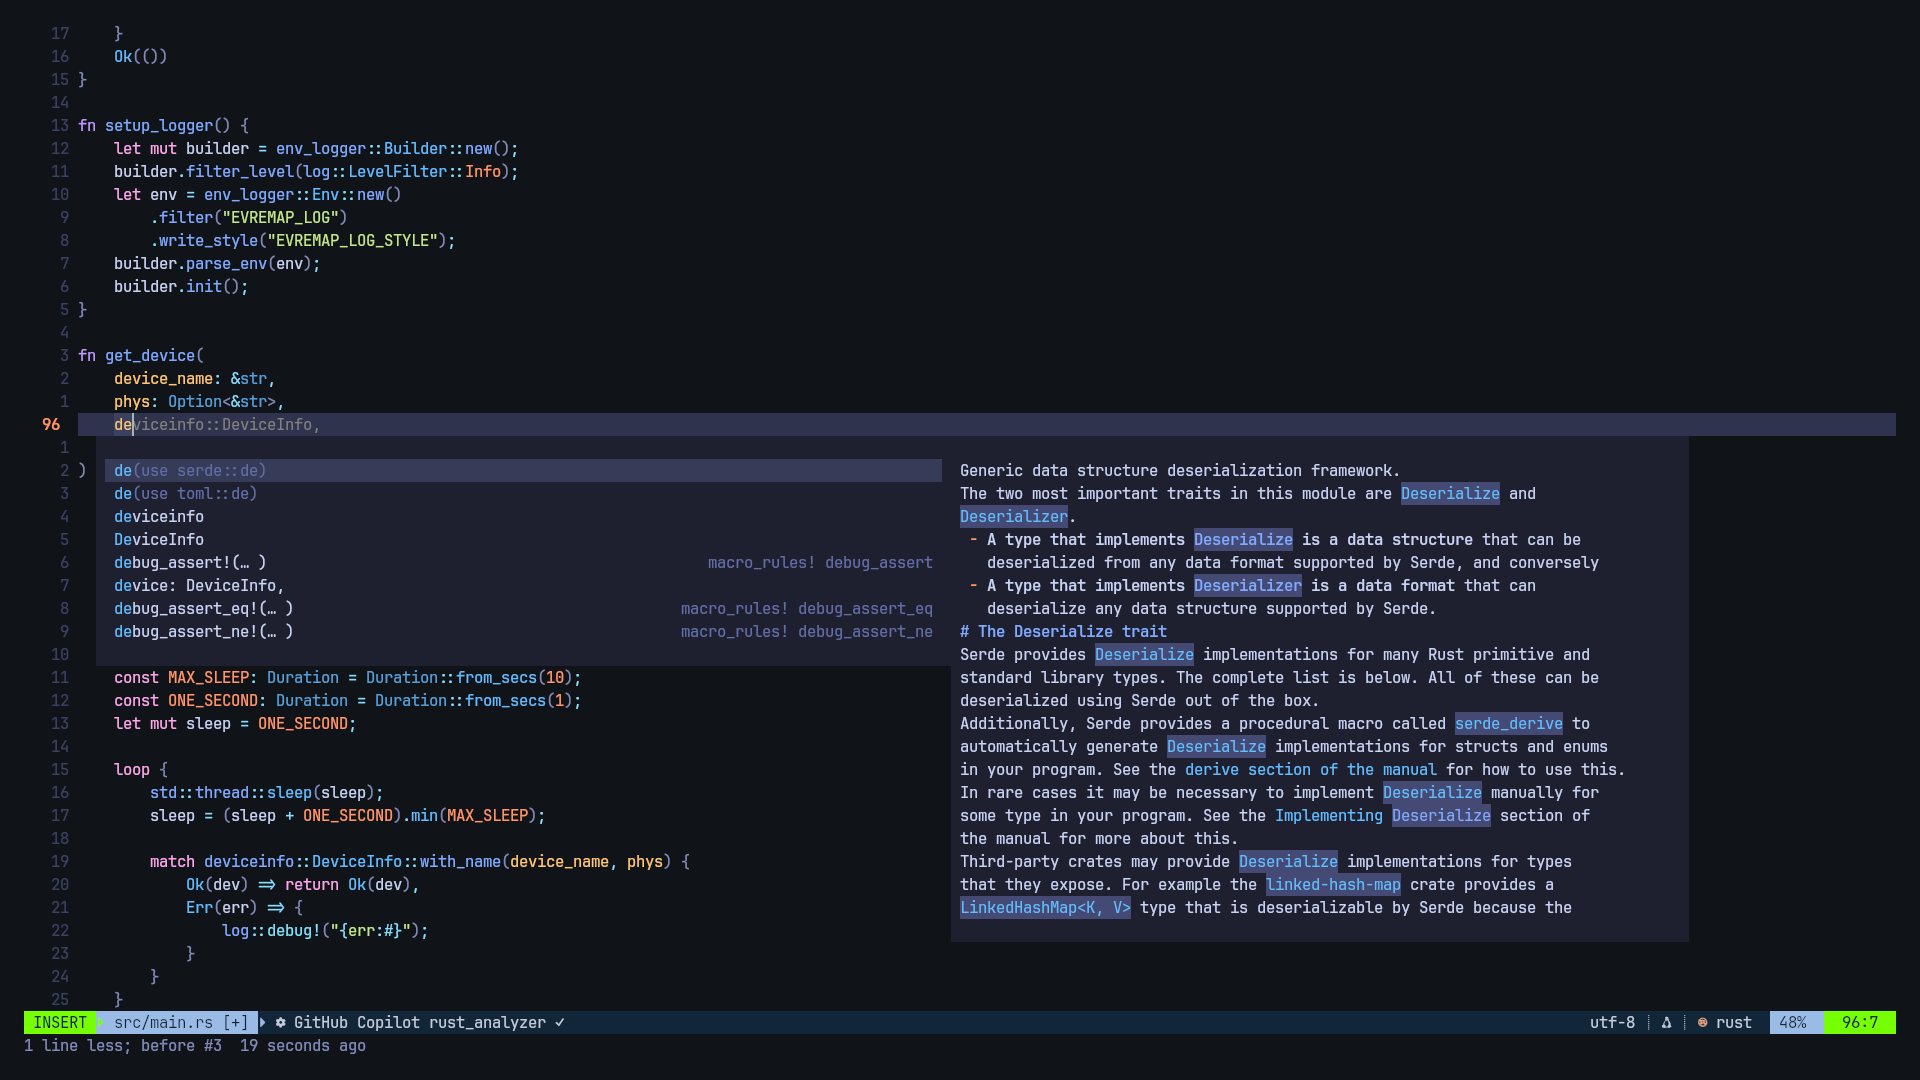 17     }
16     Ok(())
15 }
14
13 fn setup_logger() {
12     let mut builder = env_logger::Builder::new();
11     builder.filter_level(log::LevelFilter::Info);
10     let env = env_logger::Env::new()
9         .filter("EVREMAP_LOG")
8         .write_style("EVREMAP_LOG_STYLE");
7     builder.parse_env(env);
6     builder.init();
5 }
4
3 fn get_device(
2     device_name: &str,
1     phys: Option<&str>,
96     deviceinfo::DeviceInfo,
1
2 )  de(use serde::de)  Generic data structure deserialization framework.
3    de(use toml::de)  The two most important traits in this module are Deserialize and
4    deviceinfo  Deserializer.
5    DeviceInfo  - A type that implements Deserialize is a data structure that can be
6    debug_assert!(… )  macro_rules! debug_assert  deserialized from any data format supported by Serde, and conversely
7    device: DeviceInfo,  - A type that implements Deserializer is a data format that can
8    debug_assert_eq!(… )  macro_rules! debug_assert_eq  deserialize any data structure supported by Serde.
9    debug_assert_ne!(… )  macro_rules! debug_assert_ne  # The Deserialize trait
10  Serde provides Deserialize implementations for many Rust primitive and
11     const MAX_SLEEP: Duration = Duration::from_secs(10);  standard library types. The complete list is below. All of these can be
12     const ONE_SECOND: Duration = Duration::from_secs(1);  deserialized using Serde out of the box.
13     let mut sleep = ONE_SECOND;  Additionally, Serde provides a procedural macro called serde_derive to
14  automatically generate Deserialize implementations for structs and enums
15     loop {  in your program. See the derive section of the manual for how to use this.
16         std::thread::sleep(sleep);  In rare cases it may be necessary to implement Deserialize manually for
17         sleep = (sleep + ONE_SECOND).min(MAX_SLEEP);  some type in your program. See the Implementing Deserialize section of
18  the manual for more about this.
19         match deviceinfo::DeviceInfo::with_name(device_name, phys) {  Third-party crates may provide Deserialize implementations for types
20             Ok(dev) => return Ok(dev),  that they expose. For example the linked-hash-map crate provides a
21             Err(err) => {  LinkedHashMap<K, V> type that is deserializable by Serde because the
22                 log::debug!("{err:#}");
23             }
24         }
25     }
INSERT  src/main.rs [+]  GitHub Copilot rust_analyzer ✓  utf-8  rust  48%  96:7
1 line less; before #3  19 seconds ago